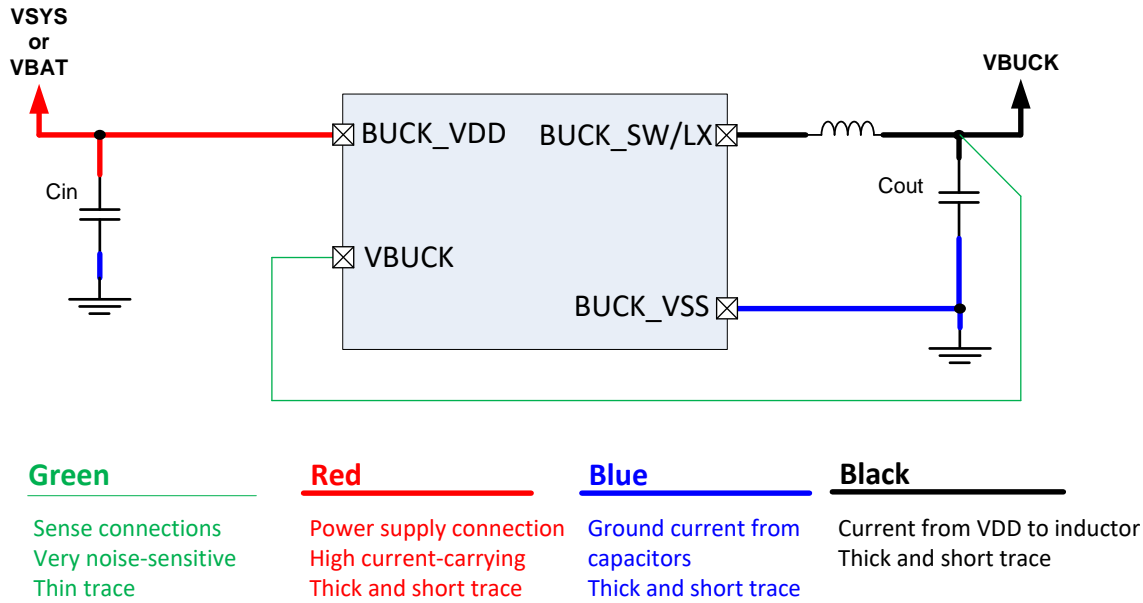 VSYS
or
VBAT
VBUCK
BUCK_VDD
BUCK_SW/LX
Cin
Cout
VBUCK
BUCK_VSS
Green
Sense connections
Very noise-sensitive
Thin trace
Red
Power supply connection
High current-carrying
Thick and short trace
Blue
Ground current from
capacitors
Thick and short trace
Black
Current from VDD to inductor
Thick and short trace